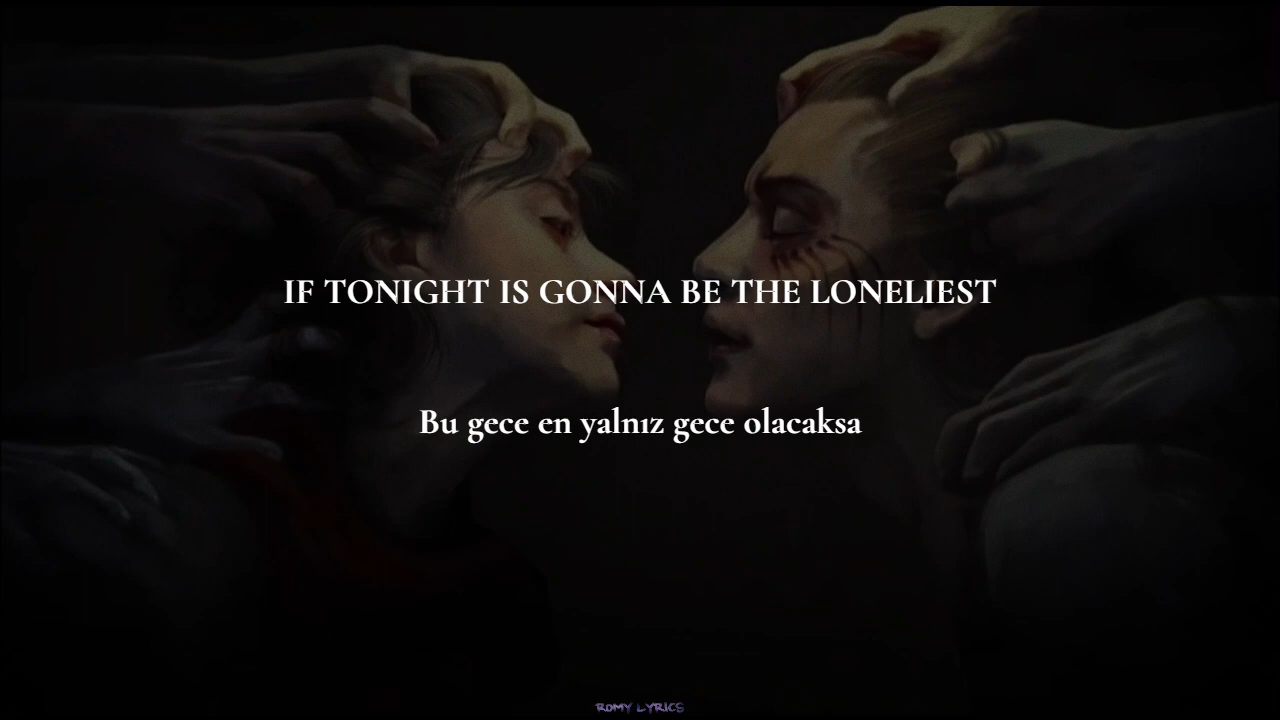 IF TONIGHT IS GONNA BE THE LONELIEST
Bu gece en yalnız gece olacaksa
ROMY LYRICS